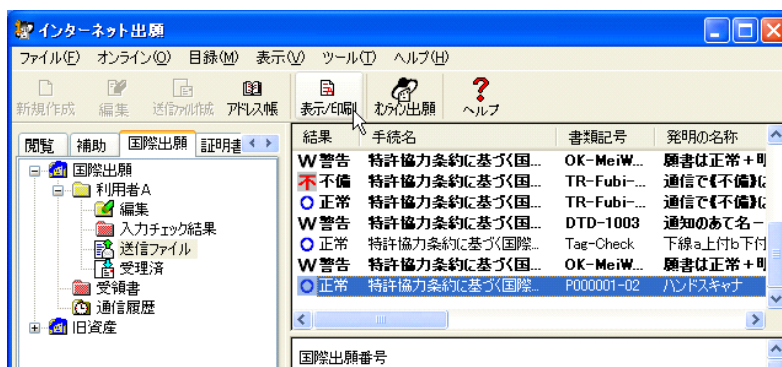 インターネット出願
ファイル(F) オンライン(O) 目録(M) 表示(V) ツール(T) ヘルプ(H)
新規作成 編集 送信ファイル作成 アドレス帳 表示/印刷 オンライン出願 ヘルプ
閲覧 補助 国際出願 証明書
国際出願
利用者A
編集
入力チェック結果
送信ファイル
受理済
受領書
通信履歴
旧資産
結果 手続名 書類記号 発明の名称
W 警告 特許協力条約に基づく国... OK-MeiW... 願書は正常+明
不 不備 特許協力条約に基づく国... TR-Fubi-... 通信で《不備》に
正常 特許協力条約に基づく国... TR-Fubi-... 通信で《不備》に
W 警告 特許協力条約に基づく国... DTD-1003 通知のあて名-
正常 特許協力条約に基づく国際... Tag-Check 下線a上付b下付
W 警告 特許協力条約に基づく国... OK-MeiW... 願書は正常+明
正常 特許協力条約に基づく国際... P000001-02 ハンドスキャナ
国際出願番号